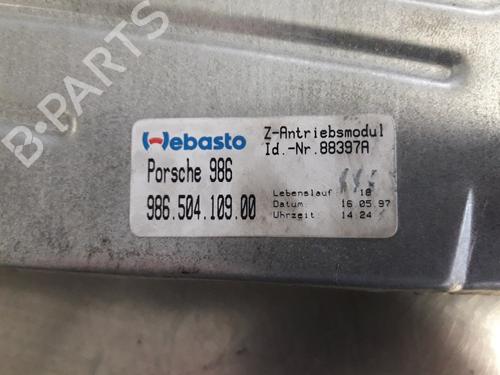 B-PARTS
Webasto
Z-Antriebsmodul
Id.-Nr.88397A
Porsche 986
986.504.109.00
Lebenslauf 18
Datum 16.05.97
Uhrzeit 14:24